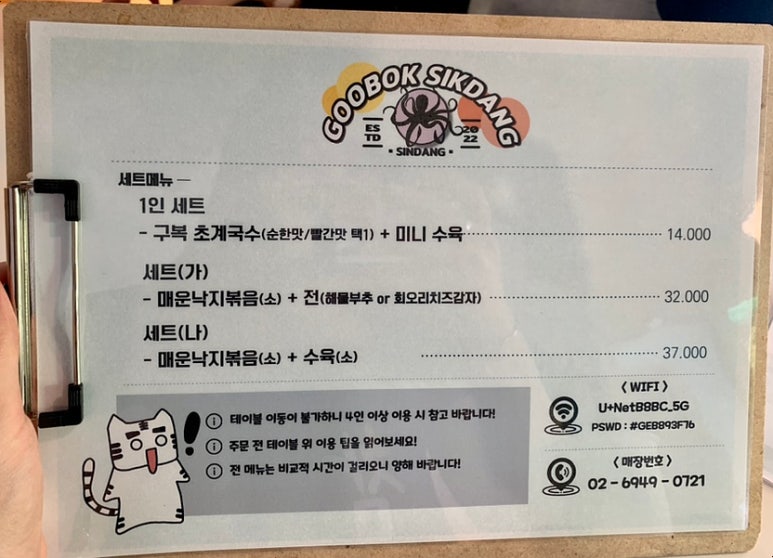 GOOBOK SIKDANG
ES
TD
20
22
• SINDANG •
세트메뉴 —
1인 세트
- 구복 초계국수(순한맛/빨간맛 택1) + 미니 수육 14.000
세트(가)
- 매운낙지볶음(소) + 전(해물부추 or 회오리치즈감자) 32.000
세트(나)
- 매운낙지볶음(소) + 수육(소) 37.000
! ⓘ 테이블 이동이 불가하니 4인 이상 이용 시 참고 바랍니다!
ⓘ 주문 전 테이블 위 이용 팁을 읽어보세요!
ⓘ 전 메뉴는 비교적 시간이 걸리오니 양해 바랍니다!
< WIFI >
U+NetB8BC_5G
PSWD : #GEB893F76
< 매장번호 >
02 - 6949 - 0721